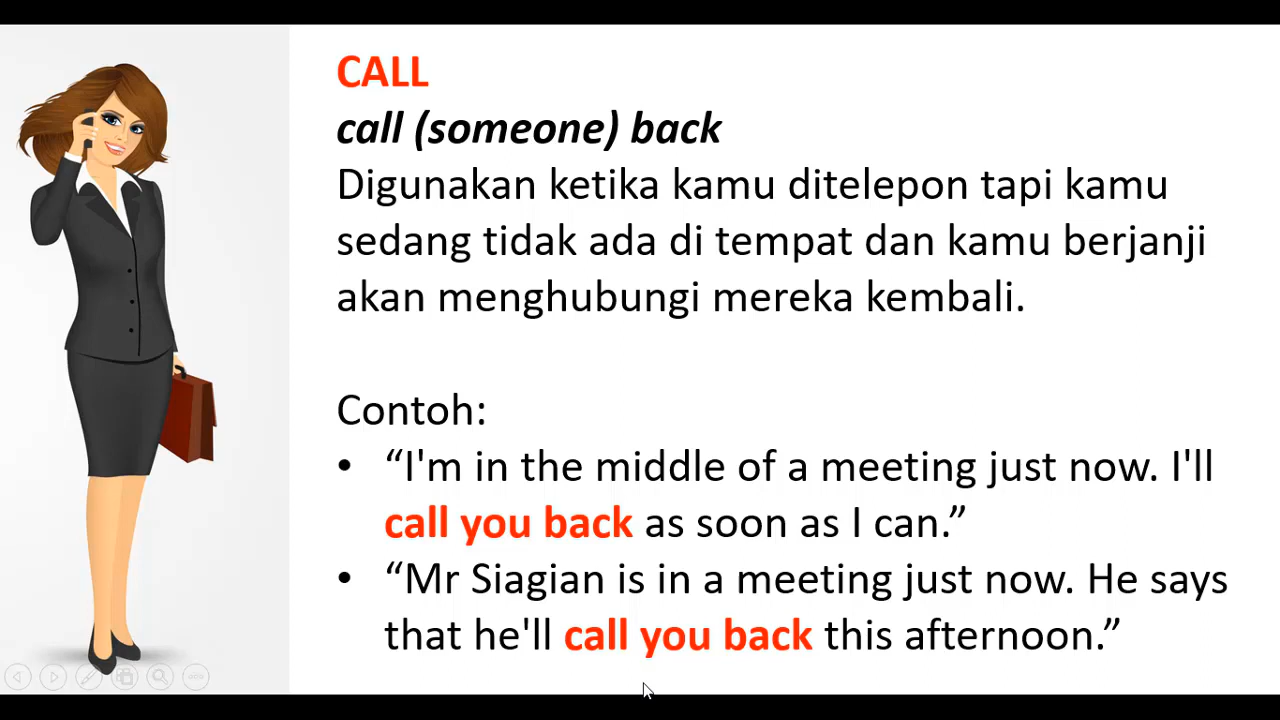 CALL
call (someone) back
Digunakan ketika kamu ditelepon tapi kamu
sedang tidak ada di tempat dan kamu berjanji
akan menghubungi mereka kembali.
Contoh:
• “I'm in the middle of a meeting just now. I'll
call you back as soon as I can.”
• “Mr Siagian is in a meeting just now. He says
that he'll call you back this afternoon.”